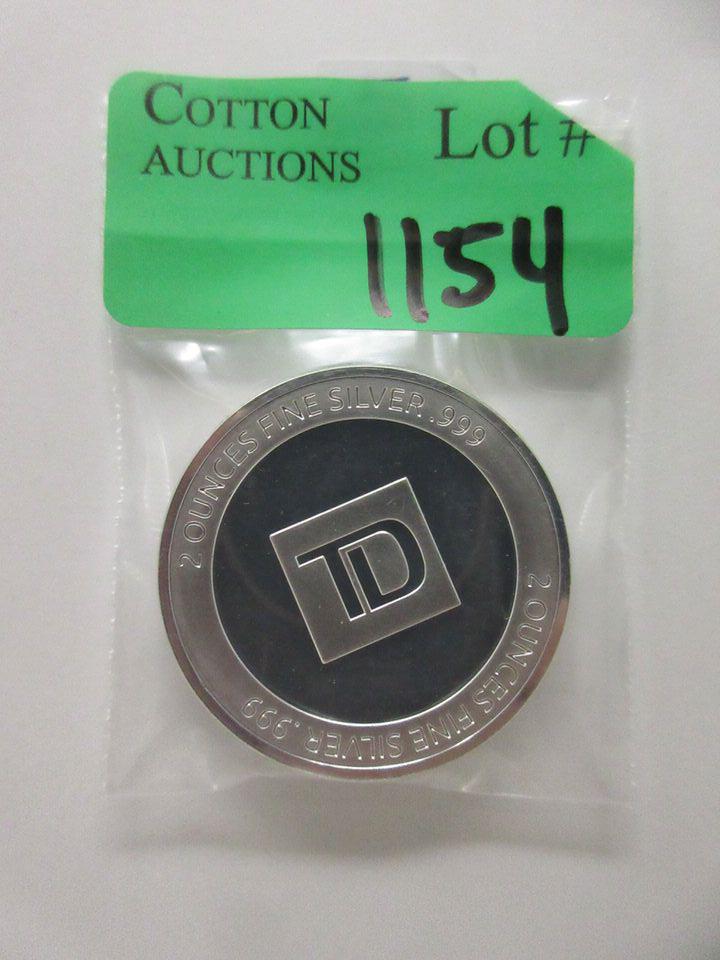 COTTON
AUCTIONS
Lot #
1154
2 OUNCES FINE SILVER .999
TD
2 OUNCES FINE SILVER .999